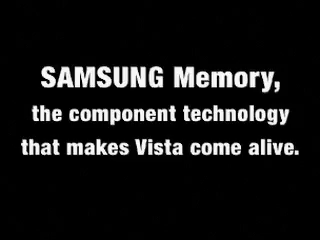 SAMSUNG Memory,
the component technology
that makes Vista come alive.